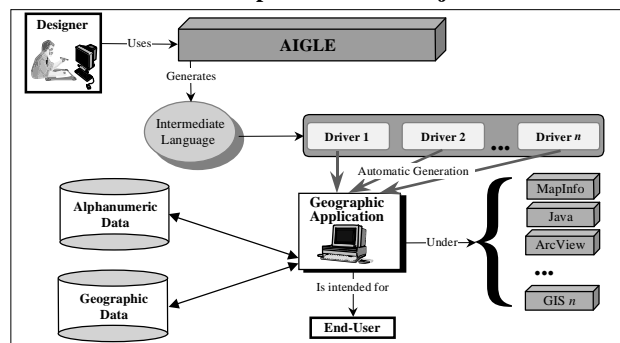 Designer
Uses
AIGLE
Generates
Intermediate
Language
Driver 1
Driver 2
•••
Driver n
Automatic Generation
Alphanumeric
Data
Geographic
Application
Under
MapInfo
Java
ArcView
•••
GIS n
Geographic
Data
Is intended for
End-User